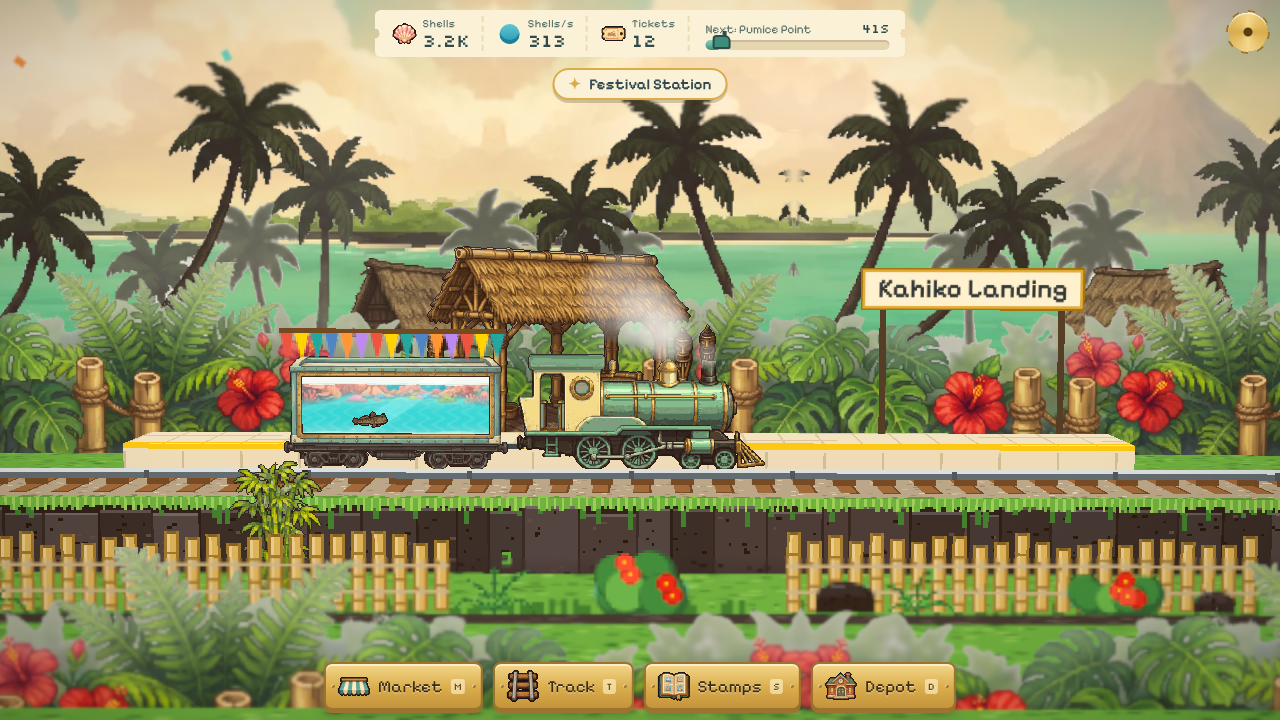 Shells
3.2K
Shells/s
313
Tickets
12
Next: Pumice Point
41s
Festival Station
Kahiko Landing
Market M
Track T
Stamps S
Depot D